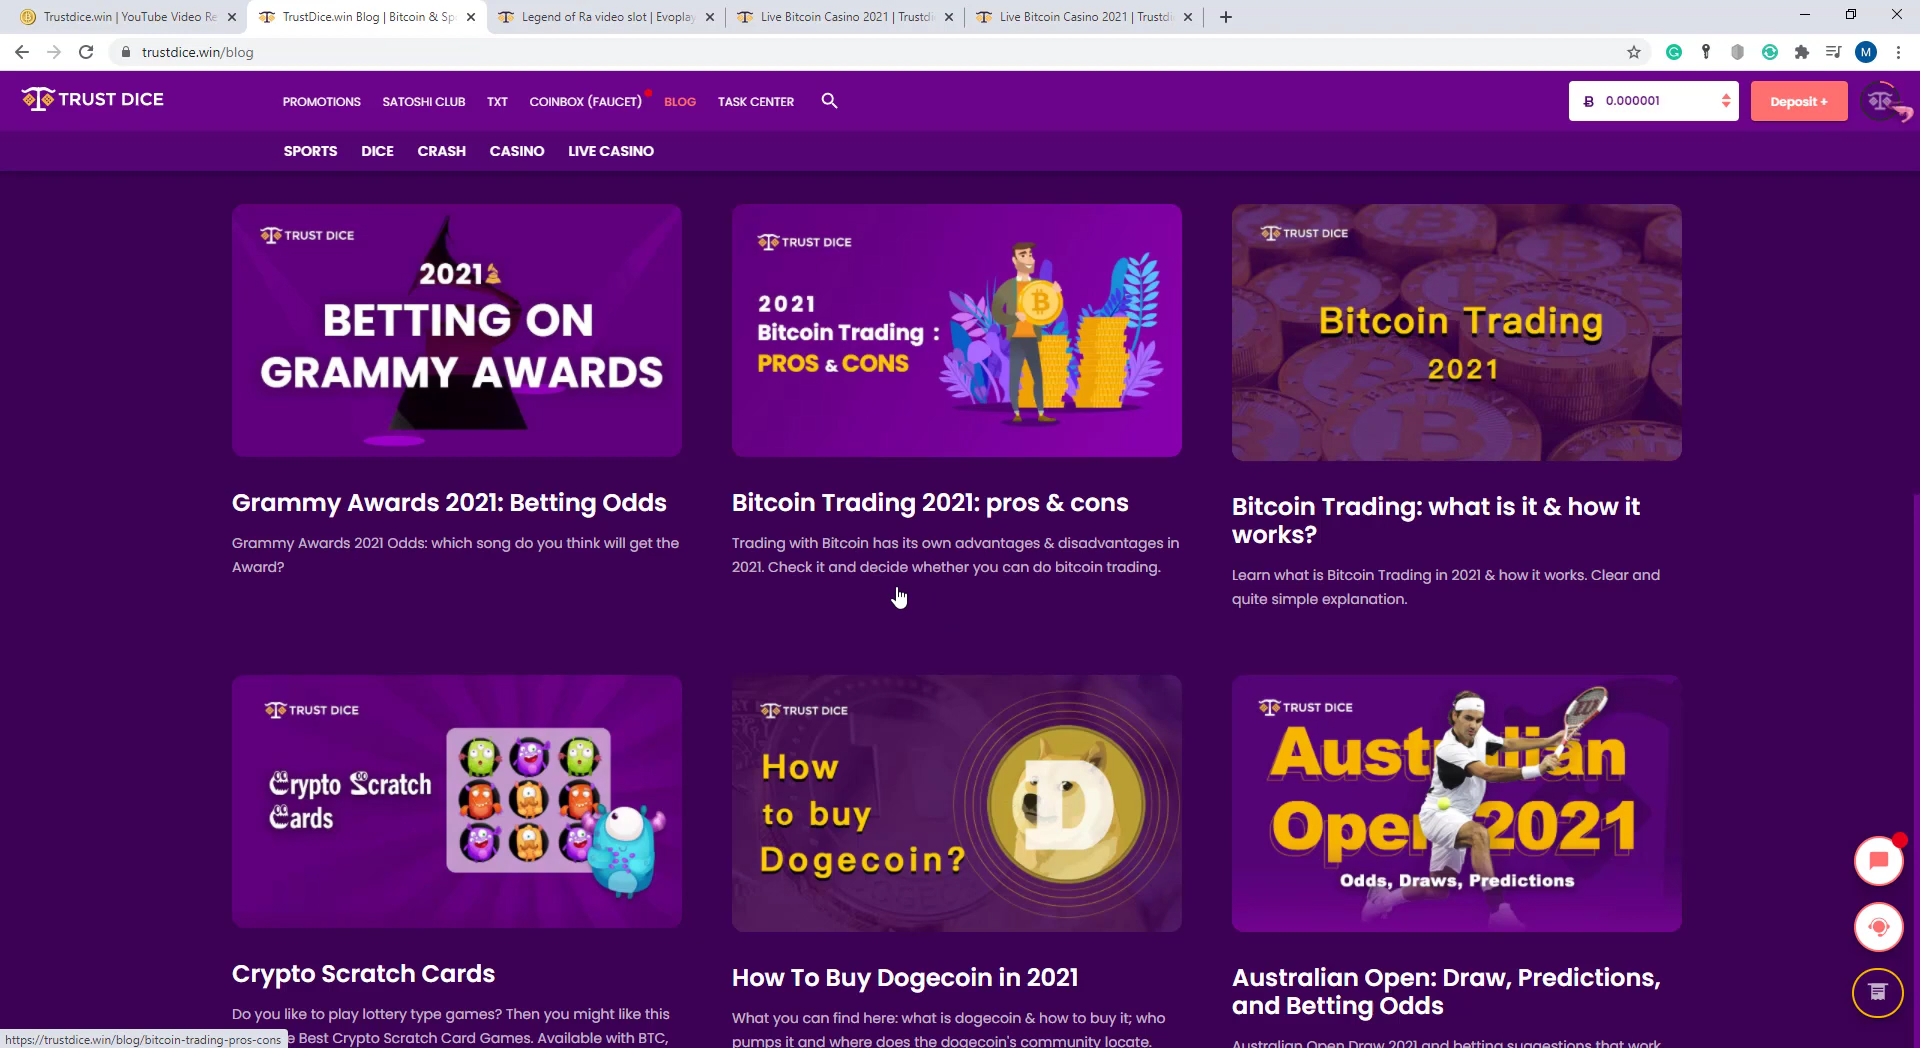 Trustdice.win | YouTube Video Re
TrustDice.win Blog | Bitcoin & Sp
Legend of Ra video slot | Evoplay
Live Bitcoin Casino 2021 | Trustdi
Live Bitcoin Casino 2021 | Trustdi
trustdice.win/blog
M
TRUST DICE
PROMOTIONS
SATOSHI CLUB
TXT
COINBOX (FAUCET)
BLOG
TASK CENTER
0.000001
Deposit +
SPORTS
DICE
CRASH
CASINO
LIVE CASINO
TRUST DICE
2021
BETTING ON
GRAMMY AWARDS
TRUST DICE
2021
Bitcoin Trading :
PROS & CONS
TRUST DICE
Bitcoin Trading
2021
Grammy Awards 2021: Betting Odds
Grammy Awards 2021 Odds: which song do you think will get the
Award?
Bitcoin Trading 2021: pros & cons
Trading with Bitcoin has its own advantages & disadvantages in
2021. Check it and decide whether you can do bitcoin trading.
Bitcoin Trading: what is it & how it
works?
Learn what is Bitcoin Trading in 2021 & how it works. Clear and
quite simple explanation.
TRUST DICE
Crypto Scratch
Cards
TRUST DICE
How
to buy
Dogecoin?
D
TRUST DICE
Australian
Open 2021
Odds, Draws, Predictions
Crypto Scratch Cards
Do you like to play lottery type games? Then you might like this
e Best Crypto Scratch Card Games. Available with BTC,
How To Buy Dogecoin in 2021
What you can find here: what is dogecoin & how to buy it; who
pumps it and where does the dogecoin's community locate.
Australian Open: Draw, Predictions,
and Betting Odds
Australian Open Draw 2021 and betting suggestions that work
https://trustdice.win/blog/bitcoin-trading-pros-cons